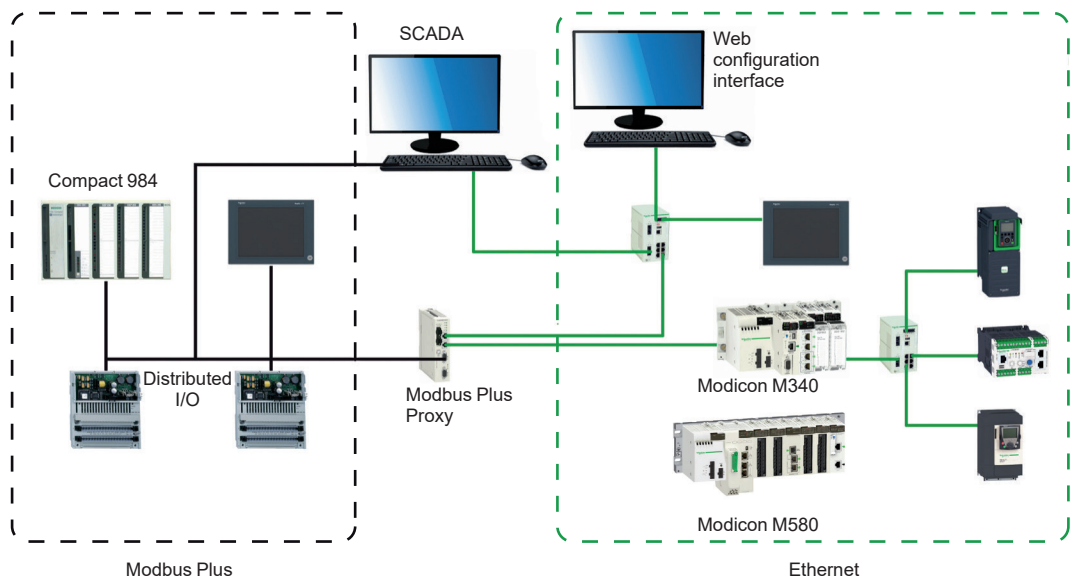 SCADA
Web
configuration
interface
Compact 984
Distributed
I/O
Modbus Plus
Proxy
Modicon M340
Modicon M580
Modbus Plus
Ethernet